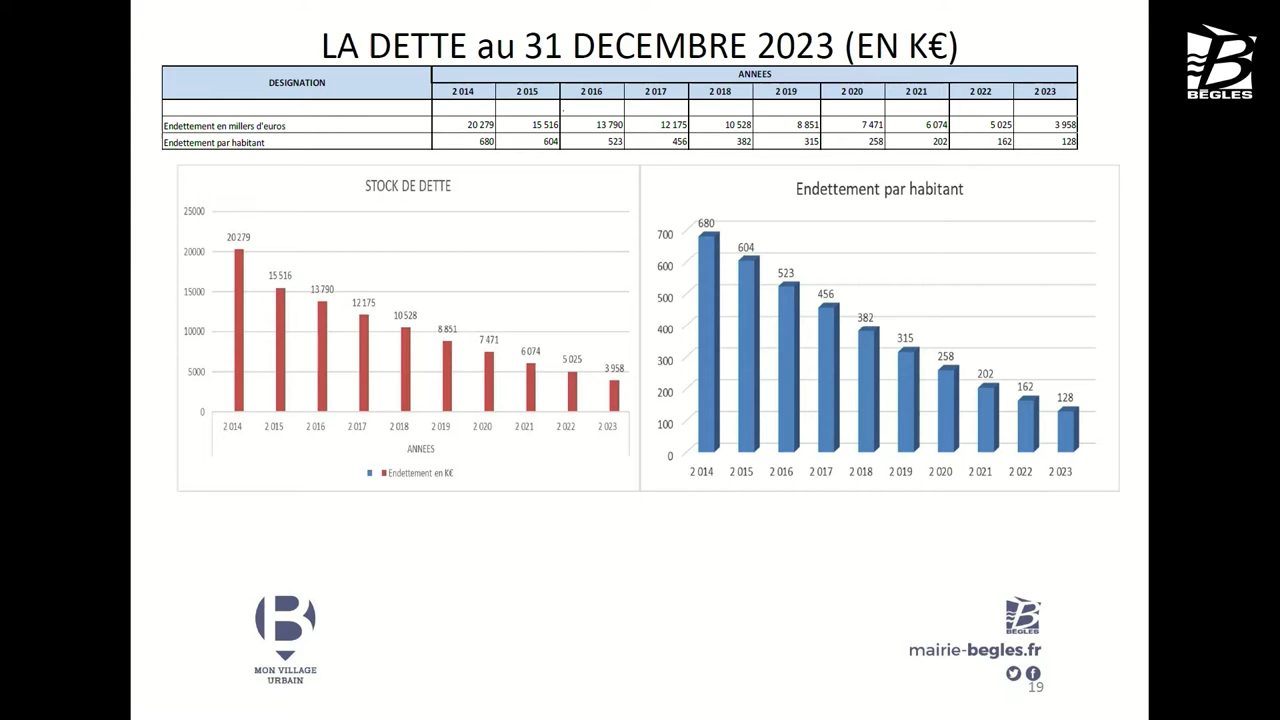 LA DETTE au 31 DECEMBRE 2023 (EN K€)
BEGLES
DESIGNATION
ANNEES
2 014 2 015 2 016 2 017 2 018 2 019 2 020 2 021 2 022 2 023
Endettement en millers d'euros 20 279 15 516 13 790 12 175 10 528 8 851 7 471 6 074 5 025 3 958
Endettement par habitant 680 604 523 456 382 315 258 202 162 128
STOCK DE DETTE
25000
20000
15000
10000
5000
0
20 279
15 516
13 790
12 175
10 528
8 851
7 471
6 074
5 025
3 958
2 014 2 015 2 016 2 017 2 018 2 019 2 020 2 021 2 022 2 023
ANNEES
Endettement en K€
Endettement par habitant
700
600
500
400
300
200
100
0
680
604
523
456
382
315
258
202
162
128
2 014 2 015 2 016 2 017 2 018 2 019 2 020 2 021 2 022 2 023
B
MON VILLAGE
URBAIN
BEGLES
mairie-begles.fr
19